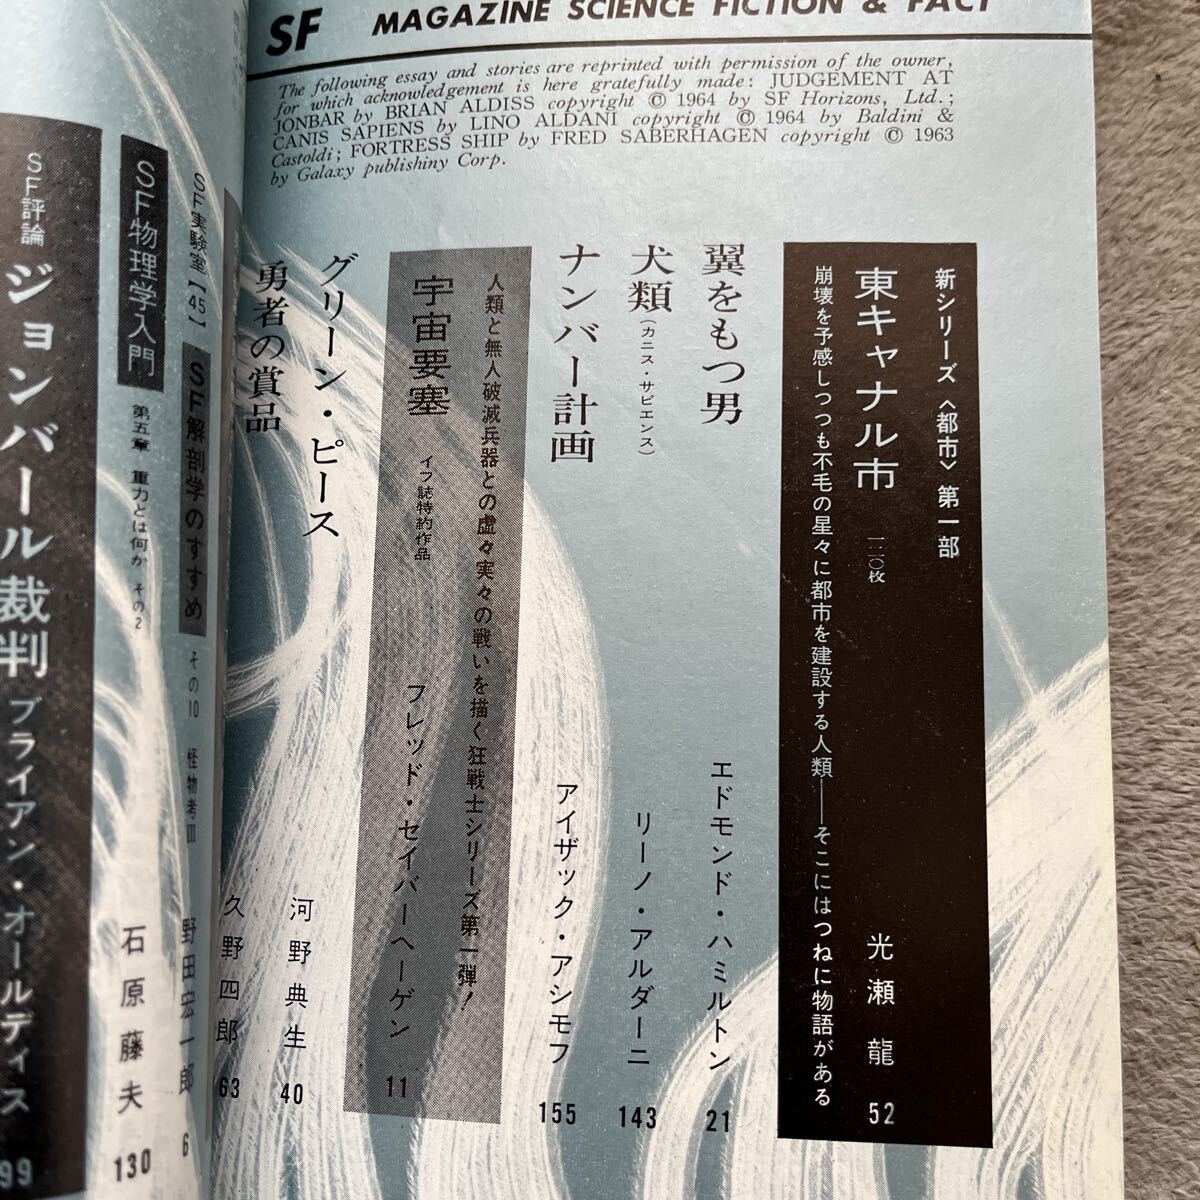 SF MAGAZINE SCIENCE FICTION & FACT
The following essay and stories are reprinted with permission of the owner,
for which acknowledgement is here gratefully made: JUDGEMENT AT
JONBAR by BRIAN ALDISS copyright © 1964 by SF Horizons, Ltd.;
CANIS SAPIENS by LINO ALDANI copyright © 1964 by Baldini &
Castoldi; FORTRESS SHIP by FRED SABERHAGEN copyright © 1963
by Galaxy publishiny Corp.
新シリーズ〈都市〉第一部
東キャナル市 一二〇枚 光瀬龍 52
崩壊を予感しつつも不毛の星々に都市を建設する人類——そこにはつねに物語がある
翼をもつ男 エドモンド・ハミルトン 21
犬類(カニス・サピエンス) リーノ・アルダーニ 143
ナンバー計画 アイザック・アシモフ 155
人類と無人破滅兵器との虚々実々の戦いを描く狂戦士シリーズ第一弾!
宇宙要塞 イフ誌特約作品 フレッド・セイバーヘーゲン 11
グリーン・ピース 河野典生 40
勇者の賞品 久野四郎 63
SF実験室【45】 SF解剖学のすすめ その10 怪物考III 野田宏一郎 6
SF物理学入門 第五章 重力とは何か その2 石原藤夫 130
SF評論 ジョンバール裁判 ブライアン・オールディス 99